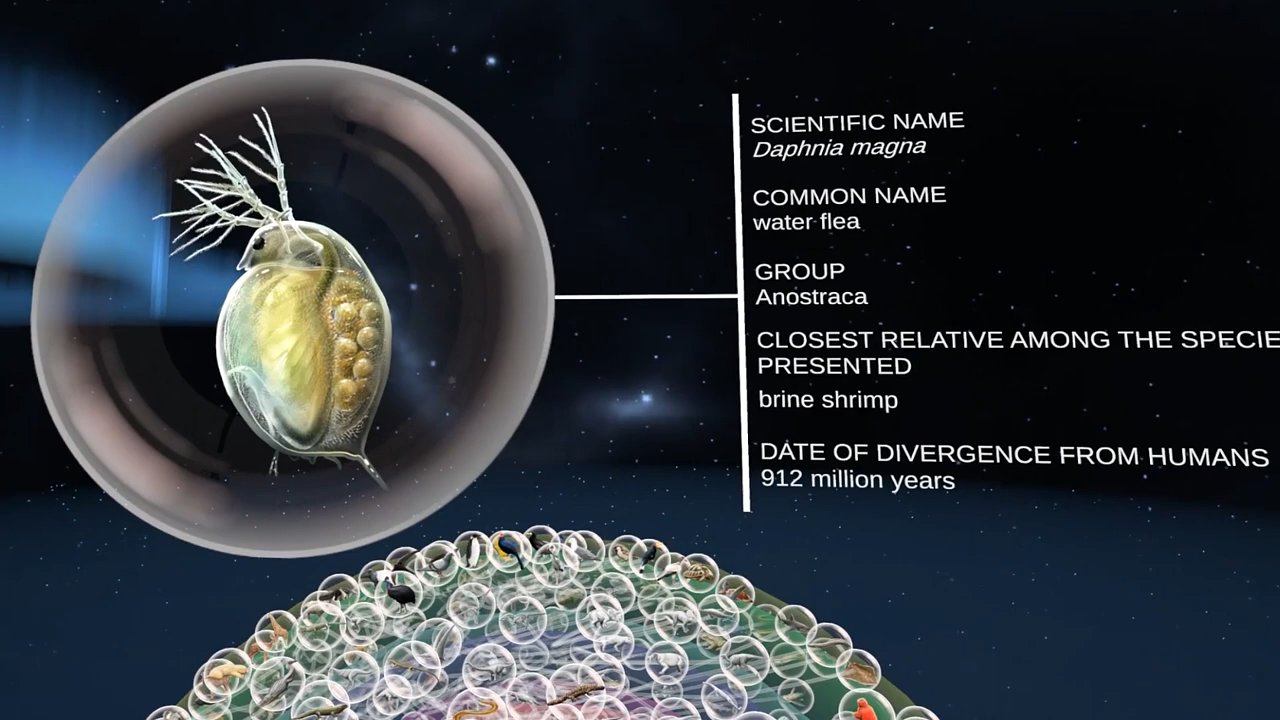 SCIENTIFIC NAME
Daphnia magna
COMMON NAME
water flea
GROUP
Anostraca
CLOSEST RELATIVE AMONG THE SPECIE
PRESENTED
brine shrimp
DATE OF DIVERGENCE FROM HUMANS
912 million years